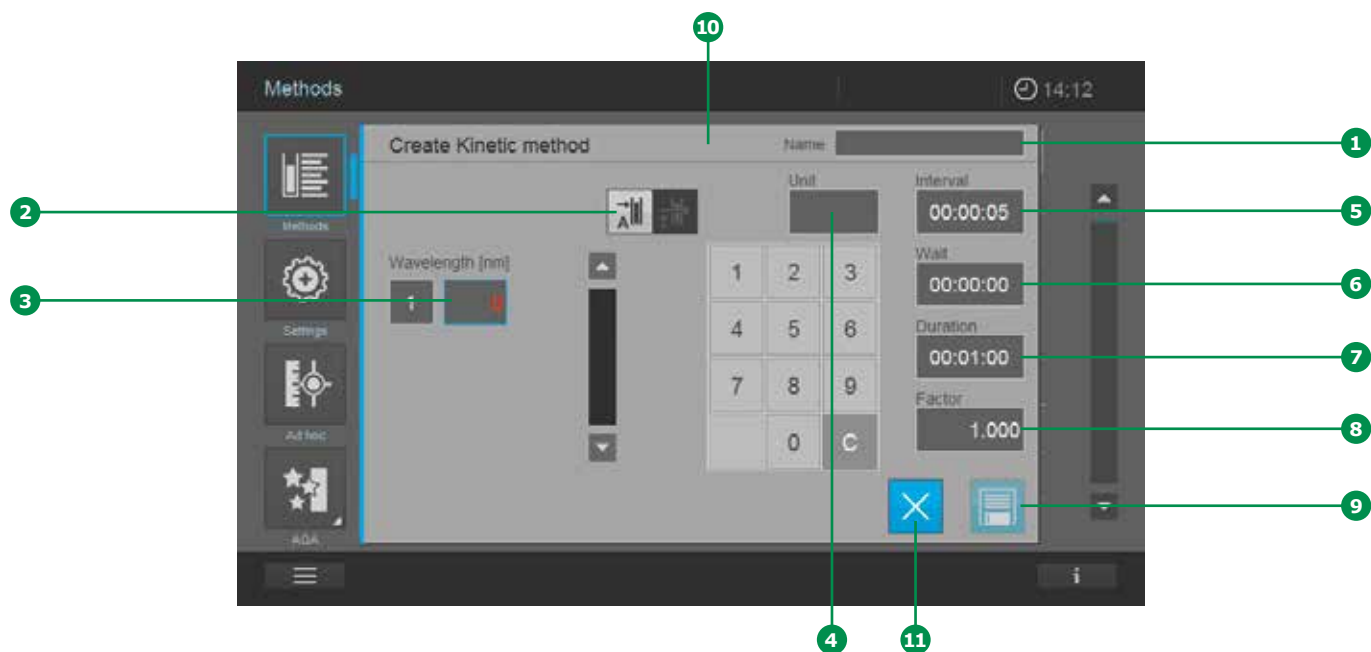 10
Methods
14:12
Create Kinetic method
Name
1
Unit
Interval
2
A
00:00:05
5
Methods
Wavelength [nm]
1 2 3
Wait
3
1
00:00:00
6
Settings
4 5 6
Duration
00:01:00
7
7 8 9
Factor
Ad hoc
0 C
1.000
8
9
AQA
i
4
11